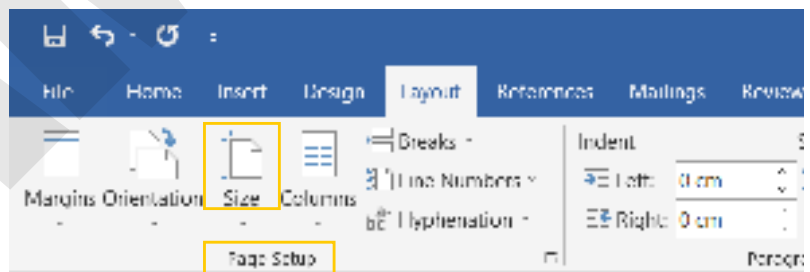 File Home Insert Design Layout References Mailings Review
Breaks Indent
Line Numbers Left: 0 cm
Margins Orientation Size Columns
Hyphenation Right: 0 cm
Page Setup